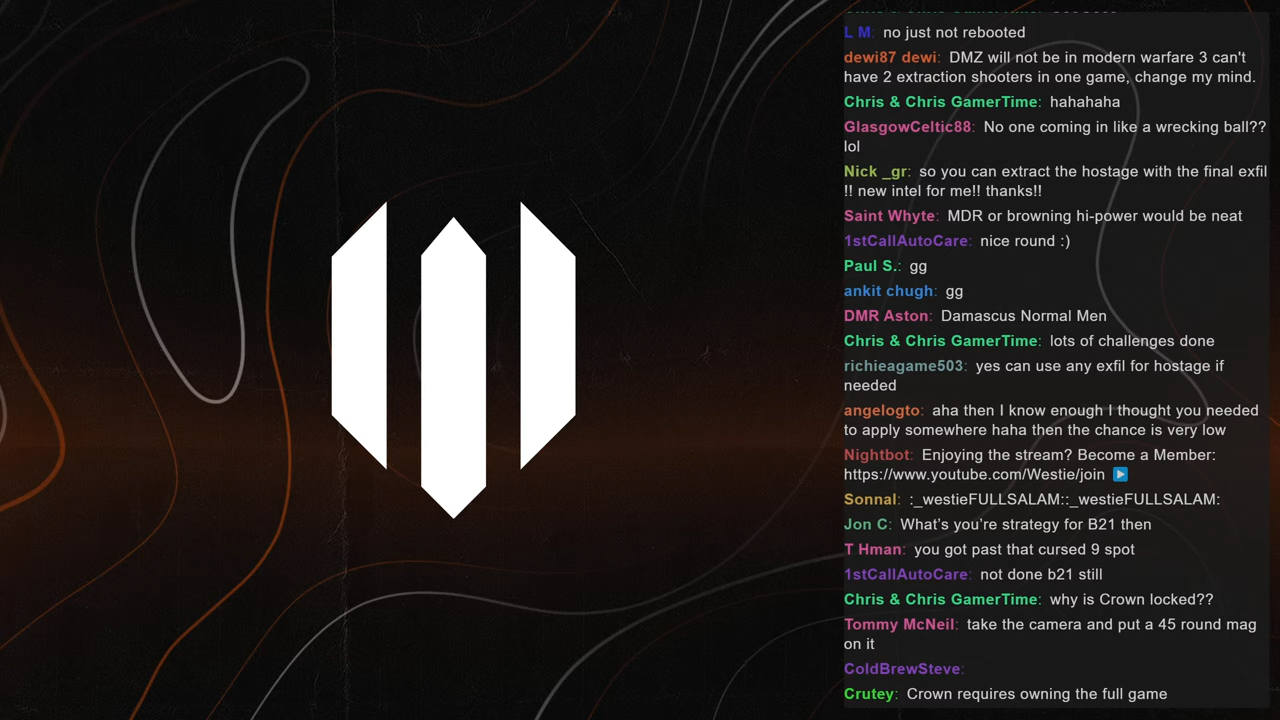 L M: no just not rebooted
dewi87 dewi: DMZ will not be in modern warfare 3 can't
have 2 extraction shooters in one game, change my mind.
Chris & Chris GamerTime: hahahaha
GlasgowCeltic88: No one coming in like a wrecking ball??
lol
Nick _gr: so you can extract the hostage with the final exfil
!! new intel for me!! thanks!!
Saint Whyte: MDR or browning hi-power would be neat
1stCallAutoCare: nice round :)
Paul S.: gg
ankit chugh: gg
DMR Aston: Damascus Normal Men
Chris & Chris GamerTime: lots of challenges done
richieagame503: yes can use any exfil for hostage if
needed
angelogto: aha then I know enough I thought you needed
to apply somewhere haha then the chance is very low
Nightbot: Enjoying the stream? Become a Member:
https://www.youtube.com/Westie/join
Sonnal: :_westieFULLSALAM::_westieFULLSALAM:
Jon C: What’s you’re strategy for B21 then
T Hman: you got past that cursed 9 spot
1stCallAutoCare: not done b21 still
Chris & Chris GamerTime: why is Crown locked??
Tommy McNeil: take the camera and put a 45 round mag
on it
ColdBrewSteve:
Crutey: Crown requires owning the full game